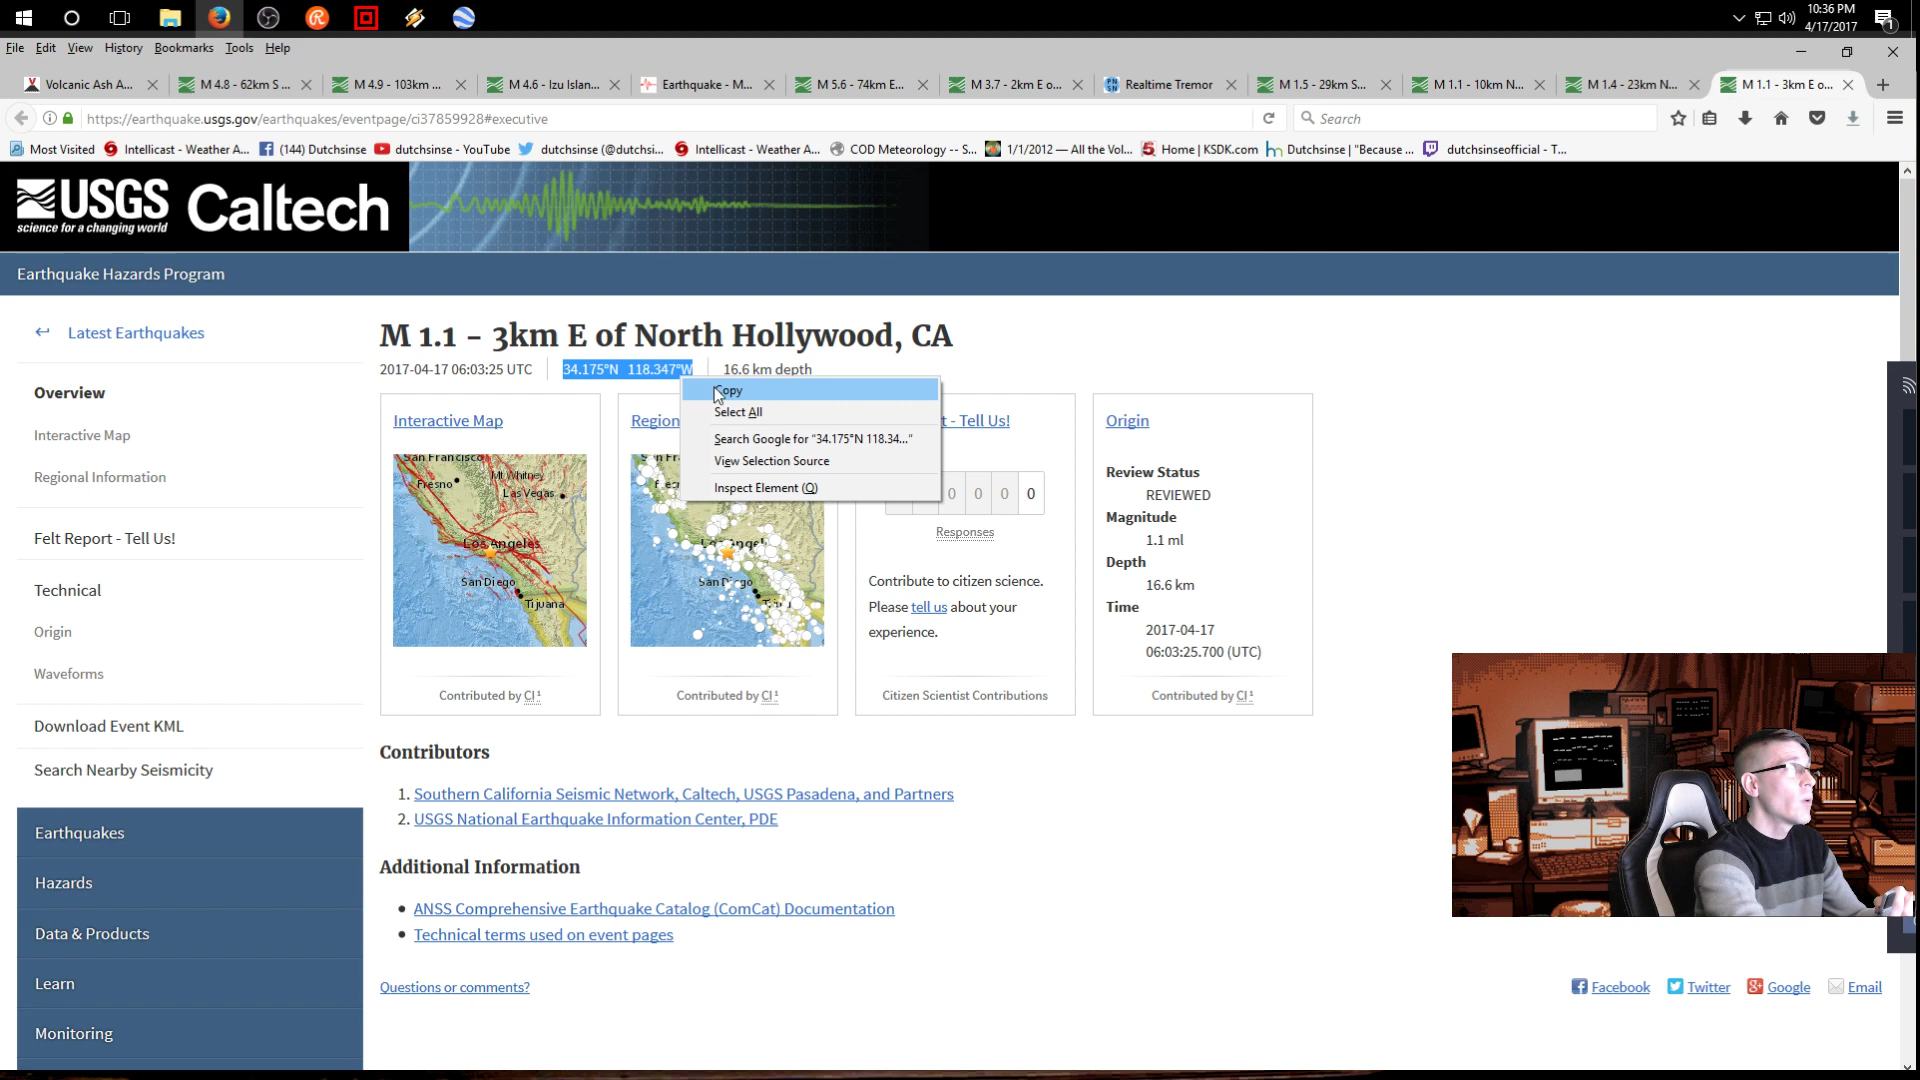 10:36 PM
4/17/2017
1
File Edit View History Bookmarks Tools Help
Volcanic Ash A... M 4.8 - 62km S ... M 4.9 - 103km ... M 4.6 - Izu Islan... Earthquake - M... M 5.6 - 74km E... M 3.7 - 2km E o... Realtime Tremor M 1.5 - 29km S... M 1.1 - 10km N... M 1.4 - 23km N... M 1.1 - 3km E o...
https://earthquake.usgs.gov/earthquakes/eventpage/ci37859928#executive Search
Most Visited Intellicast - Weather A... (144) Dutchsinse dutchsinse - YouTube dutchsinse (@dutchsi... Intellicast - Weather A... COD Meteorology -- S... 1/1/2012 — All the Vol... Home | KSDK.com Dutchsinse | "Because ... dutchsinseofficial - T...
USGS Caltech
science for a changing world
Earthquake Hazards Program
Latest Earthquakes
Overview
Interactive Map
Regional Information
Felt Report - Tell Us!
Technical
Origin
Waveforms
Download Event KML
Search Nearby Seismicity
Earthquakes
Hazards
Data & Products
Learn
Monitoring
M 1.1 - 3km E of North Hollywood, CA
2017-04-17 06:03:25 UTC 34.175°N 118.347°W 16.6 km depth
Copy
Select All
Search Google for "34.175°N 118.34..."
View Selection Source
Inspect Element (Q)
Interactive Map
San Francisco
Mt Whitney
Fresno
Las Vegas
Los Angeles
San Diego
Tijuana
Contributed by CI 1
Region
San Diego
Contributed by CI 1
t - Tell Us!
0 0 0 0
Responses
Contribute to citizen science.
Please tell us about your
experience.
Citizen Scientist Contributions
Origin
Review Status
REVIEWED
Magnitude
1.1 ml
Depth
16.6 km
Time
2017-04-17
06:03:25.700 (UTC)
Contributed by CI 1
Contributors
1. Southern California Seismic Network, Caltech, USGS Pasadena, and Partners
2. USGS National Earthquake Information Center, PDE
Additional Information
• ANSS Comprehensive Earthquake Catalog (ComCat) Documentation
• Technical terms used on event pages
Questions or comments?
Facebook Twitter Google Email